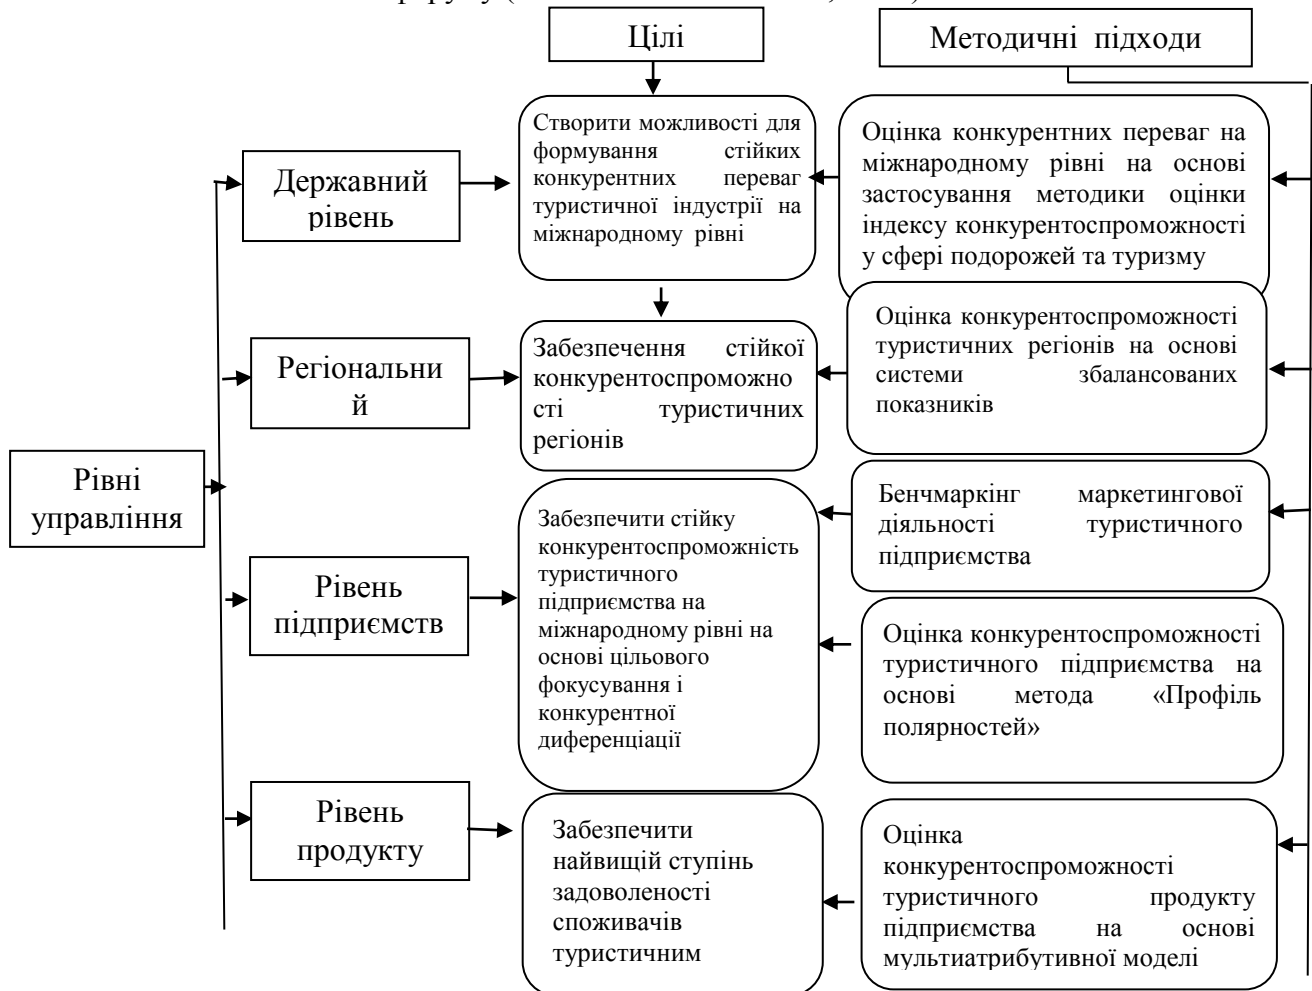 Цілі
Методичні підходи
Державний
рівень
Створити можливості для
формування стійких
конкурентних переваг
туристичної індустрії на
міжнародному рівні
Оцінка конкурентних переваг на
міжнародному рівні на основі
застосування методики оцінки
індексу конкурентоспроможності
у сфері подорожей та туризму
Регіональни
й
Забезпечення стійкої
конкурентоспроможно
сті туристичних
регіонів
Оцінка конкурентоспроможності
туристичних регіонів на основі
системи збалансованих
показників
Рівні
управління
Рівень
підприємств
Забезпечити стійку
конкурентоспроможність
туристичного
підприємства на
міжнародному рівні на
основі цільового
фокусування і
конкурентної
диференціації
Бенчмаркінг маркетингової
діяльності туристичного
підприємства
Оцінка конкурентоспроможності
туристичного підприємства на
основі метода «Профіль
полярностей»
Рівень
продукту
Забезпечити
найвищій ступінь
задоволеності
споживачів
туристичним
Оцінка
конкурентоспроможності
туристичного продукту
підприємства на основі
мультиатрибутивної моделі